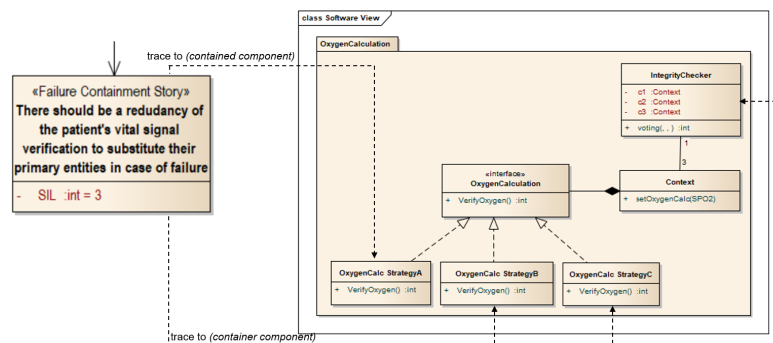 class Software View
trace to (contained component)
OxygenCalculation
«Failure Containment Story»
There should be a redudancy of
the patient's vital signal
verification to substitute their
primary entities in case of failure
- SIL :int = 3
IntegrityChecker
- c1 :Context
- c2 :Context
- c3 :Context
+ voting(, , ) :int
1
3
«interface»
OxygenCalculation
+ VerifyOxygen() :int
Context
+ setOxygenCalc(SPO2)
OxygenCalc StrategyA
+ VerifyOxygen() :int
OxygenCalc StrategyB
+ VerifyOxygen() :int
OxygenCalc StrategyC
+ VerifyOxygen() :int
trace to (container component)